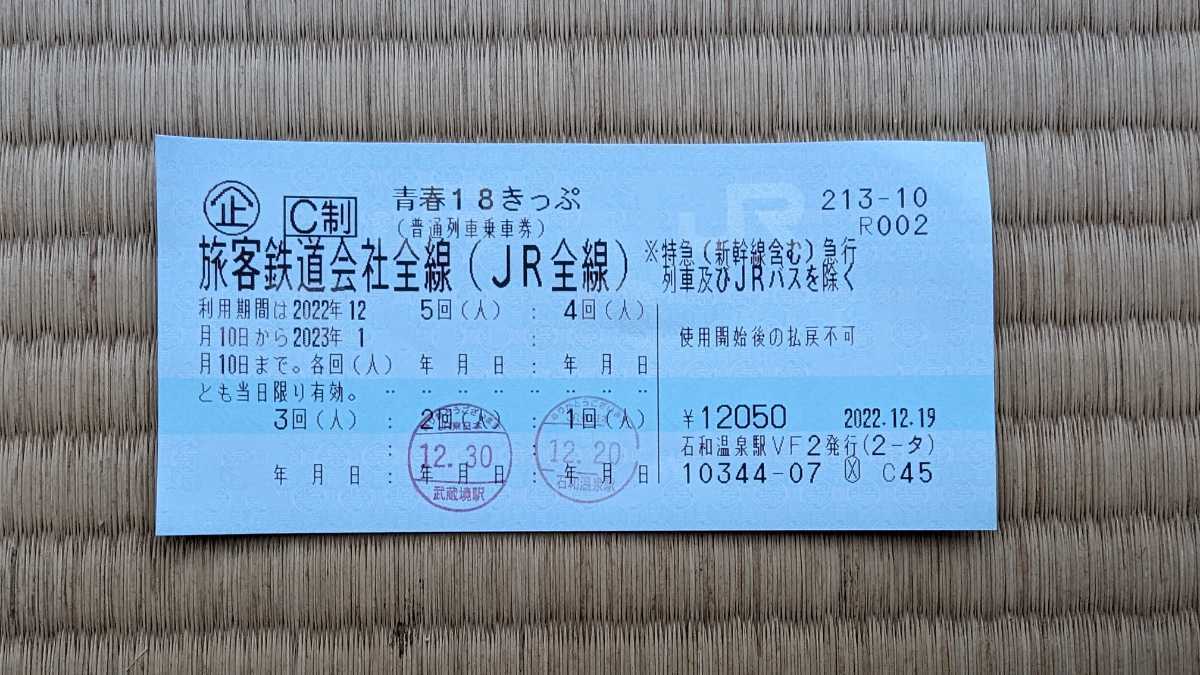 企 C制 青春18きっぷ 213-10
(普通列車乗車券) R002
旅客鉄道会社全線(JR全線) ※特急(新幹線含む)急行
列車及びJRバスを除く
利用期間は2022年12 5回(人) : 4回(人)
月10日から2023年 1 : 使用開始後の払戻不可
月10日まで。各回(人) 年 月 日 : 年 月 日
とも当日限り有効。
3回(人) : 2回(人) : 1回(人) ¥12050 2022.12.19
石和温泉駅VF2発行(2-タ)
年 月 日 : 年 月 日 : 年 月 日 10344-07 C45
12.30
武蔵境駅
12.20
石和温泉駅
JR